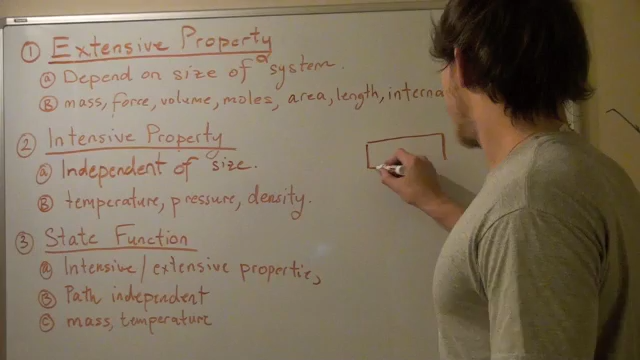 ① Extensive Property
ⓐ Depend on size of a system.
Ⓑ mass, force, volume, moles, area, length, interna
② Intensive Property
ⓐ Independent of size.
Ⓑ temperature, pressure, density.
③ State Function
ⓐ Intensive/extensive propertie,
Ⓑ Path independent
Ⓒ mass, temperature